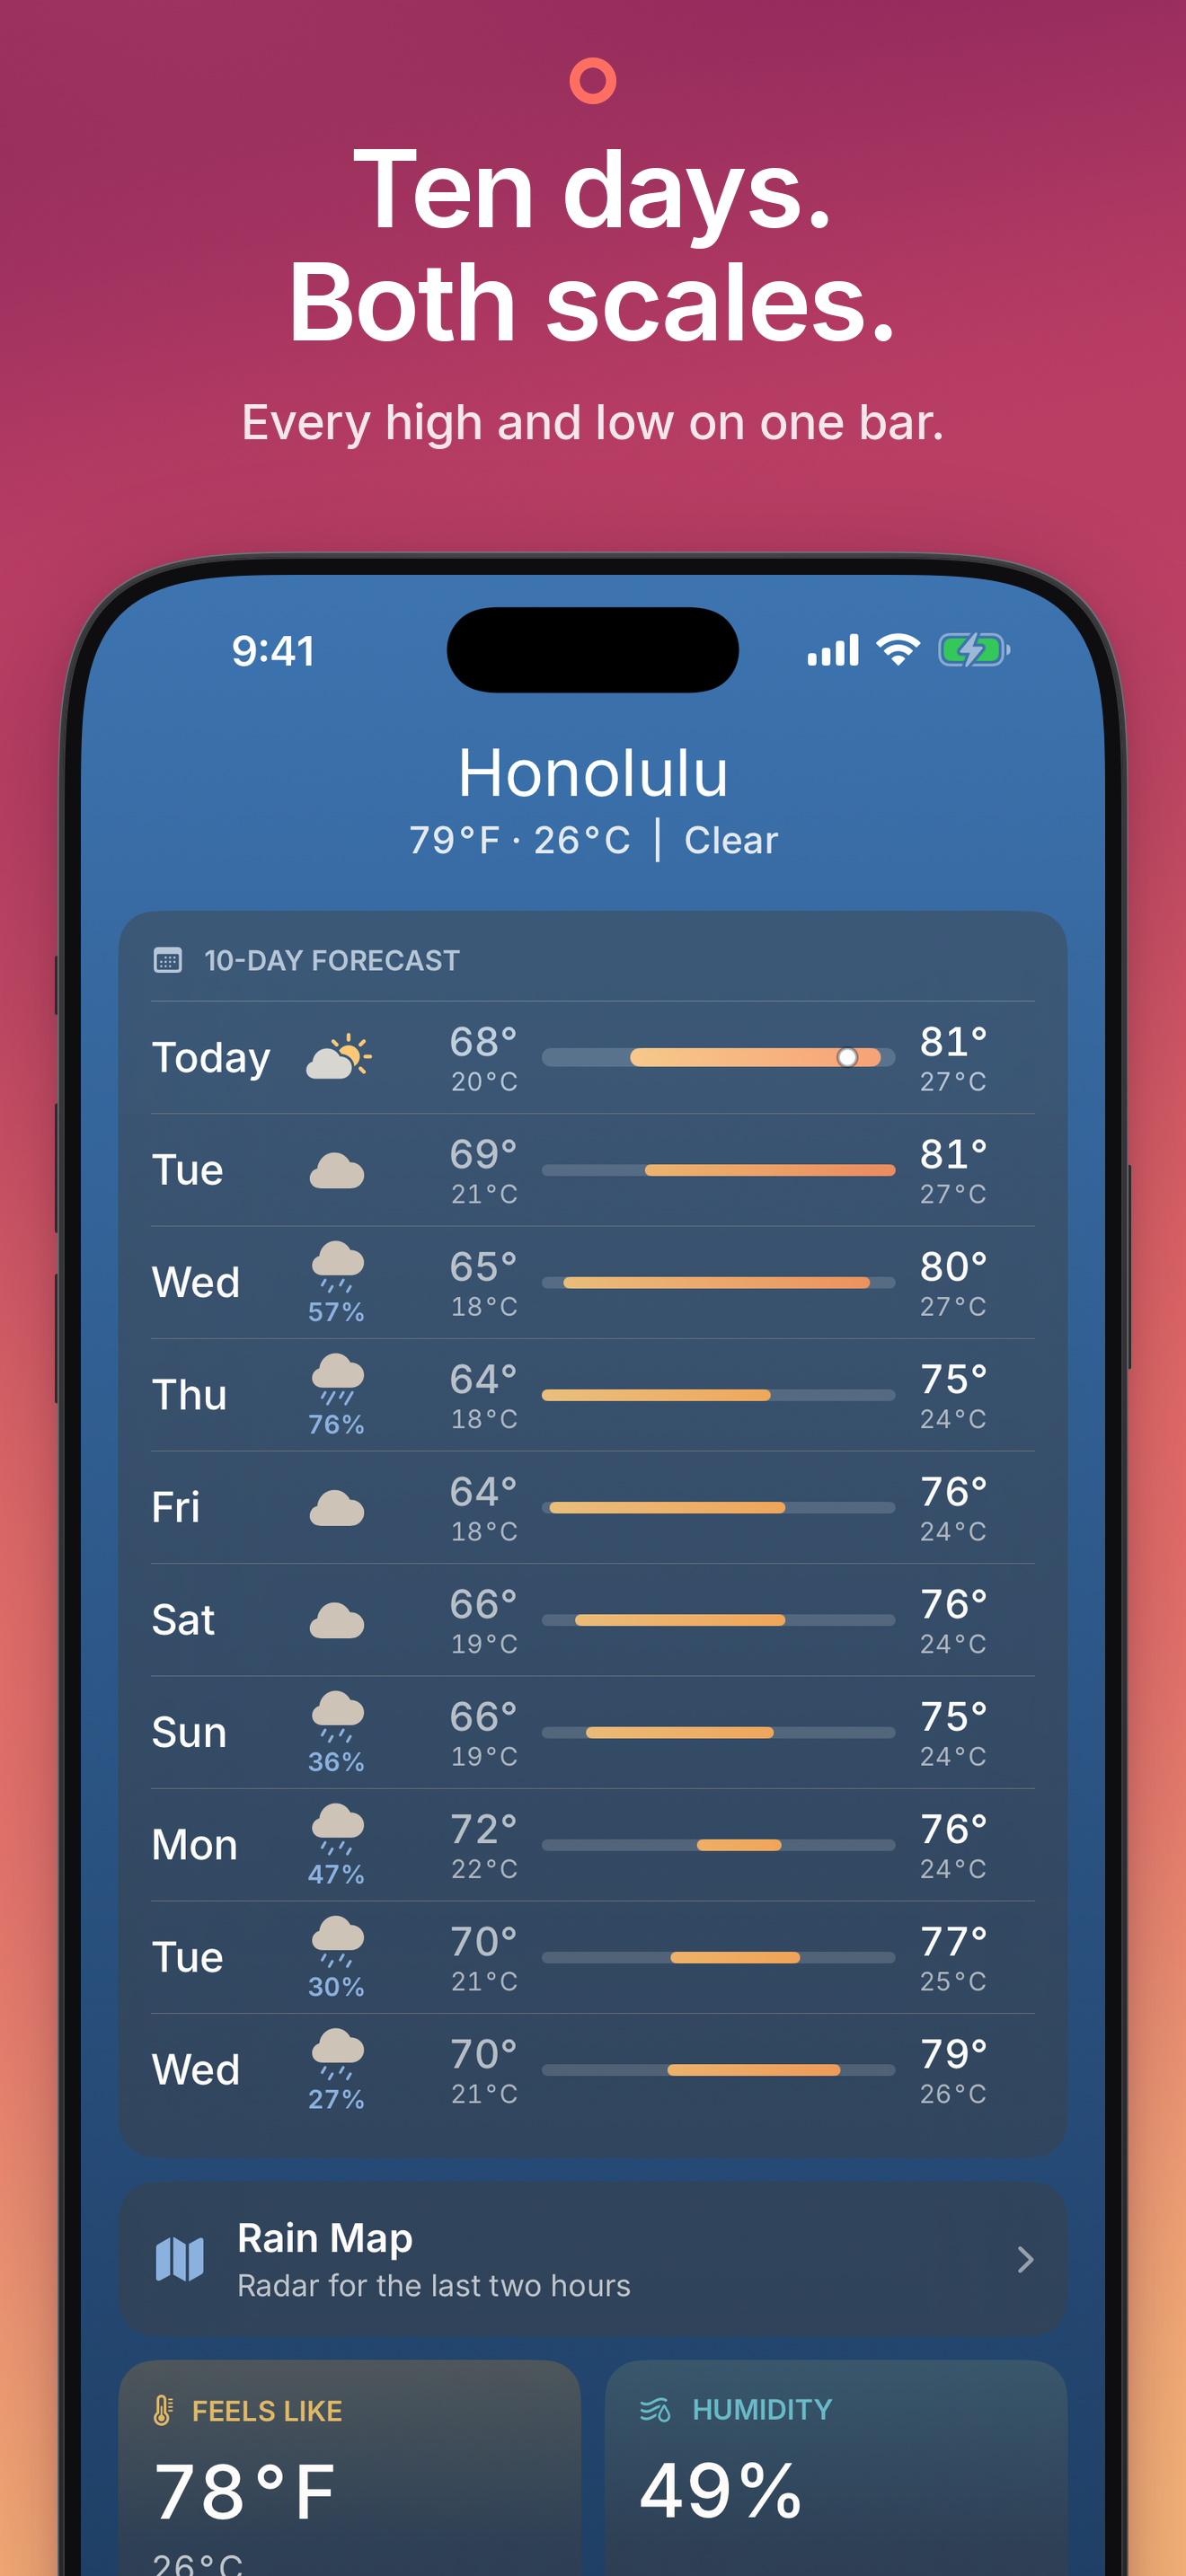 Ten days.
Both scales.
Every high and low on one bar.
9:41
Honolulu
79°F · 26°C | Clear
10-DAY FORECAST
Today 68° 81°
20°C 27°C
Tue 69° 81°
21°C 27°C
Wed 65° 80°
57% 18°C 27°C
Thu 64° 75°
76% 18°C 24°C
Fri 64° 76°
18°C 24°C
Sat 66° 76°
19°C 24°C
Sun 66° 75°
36% 19°C 24°C
Mon 72° 76°
47% 22°C 24°C
Tue 70° 77°
30% 21°C 25°C
Wed 70° 79°
27% 21°C 26°C
Rain Map
Radar for the last two hours
FEELS LIKE HUMIDITY
78°F 49%
26°C